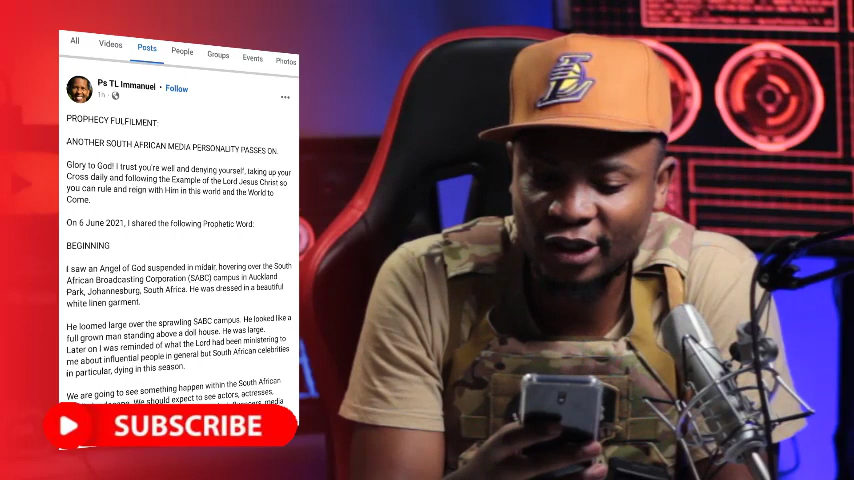 All Videos Posts People Groups Events Photos
Ps TL Immanuel • Follow
1h
PROPHECY FULFILMENT:
ANOTHER SOUTH AFRICAN MEDIA PERSONALITY PASSES ON.
Glory to God! I trust you're well and denying yourself, taking up your
Cross daily and following the Example of the Lord Jesus Christ so
you can rule and reign with Him in this world and the World to
Come.
On 6 June 2021, I shared the following Prophetic Word:
BEGINNING
I saw an Angel of God suspended in midair, hovering over the South
African Broadcasting Corporation (SABC) campus in Auckland
Park, Johannesburg, South Africa. He was dressed in a beautiful
white linen garment.
He loomed large over the sprawling SABC campus. He looked like a
full grown man standing above a doll house. He was large.
Later on I was reminded of what the Lord had been ministering to
me about influential people in general but South African celebrities
in particular, dying in this season.
We are going to see something happen within the South African
We should expect to see actors, actresses,
media
SUBSCRIBE